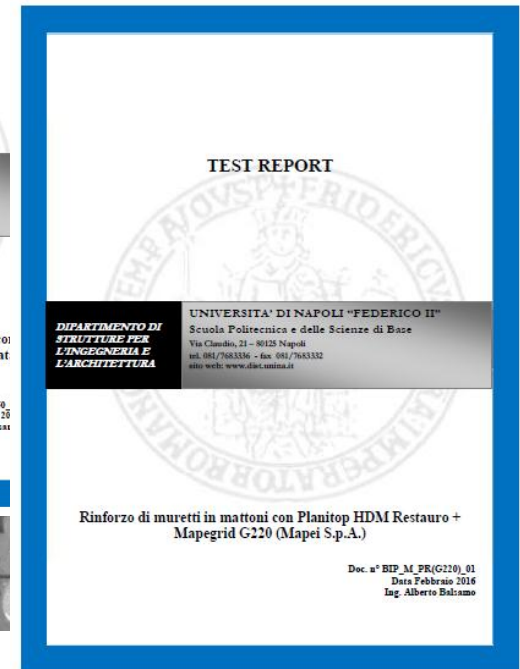 TEST REPORT
DIPARTIMENTO DI
STRUTTURE PER
L'INGEGNERIA E
L'ARCHITETTURA
UNIVERSITA' DI NAPOLI "FEDERICO II"
Scuola Politecnica e delle Scienze di Base
Via Claudio, 21 – 80125 Napoli
tel. 081/7683336 - fax 081/7683332
sito web: www.dist.unina.it
Rinforzo di muretti in mattoni con Planitop HDM Restauro +
Mapegrid G220 (Mapei S.p.A.)
Doc. n° BIP_M_PR(G220)_01
Data Febbraio 2016
Ing. Alberto Balsamo